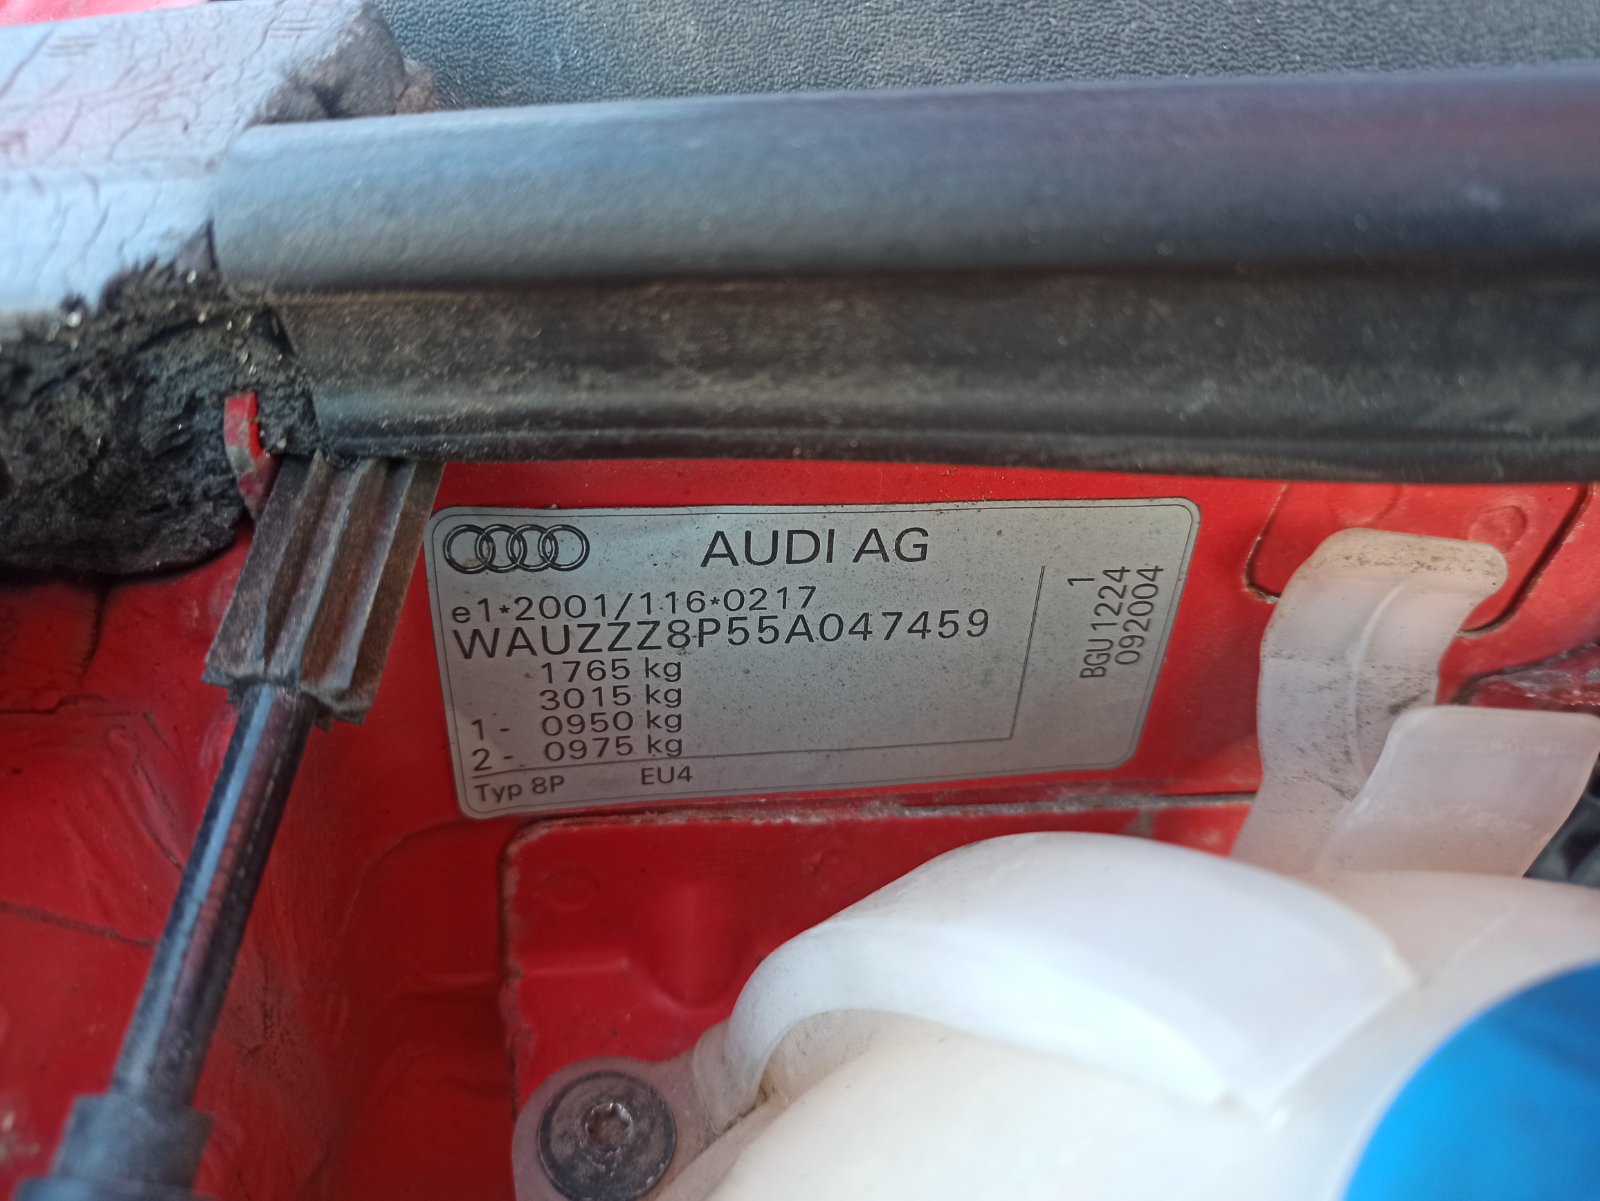 AUDI AG
e1*2001/116*0217
WAUZZZ8P55A047459
1765 kg
3015 kg
1- 0950 kg
2- 0975 kg
Typ 8P EU4
1
BGU 1224
092004